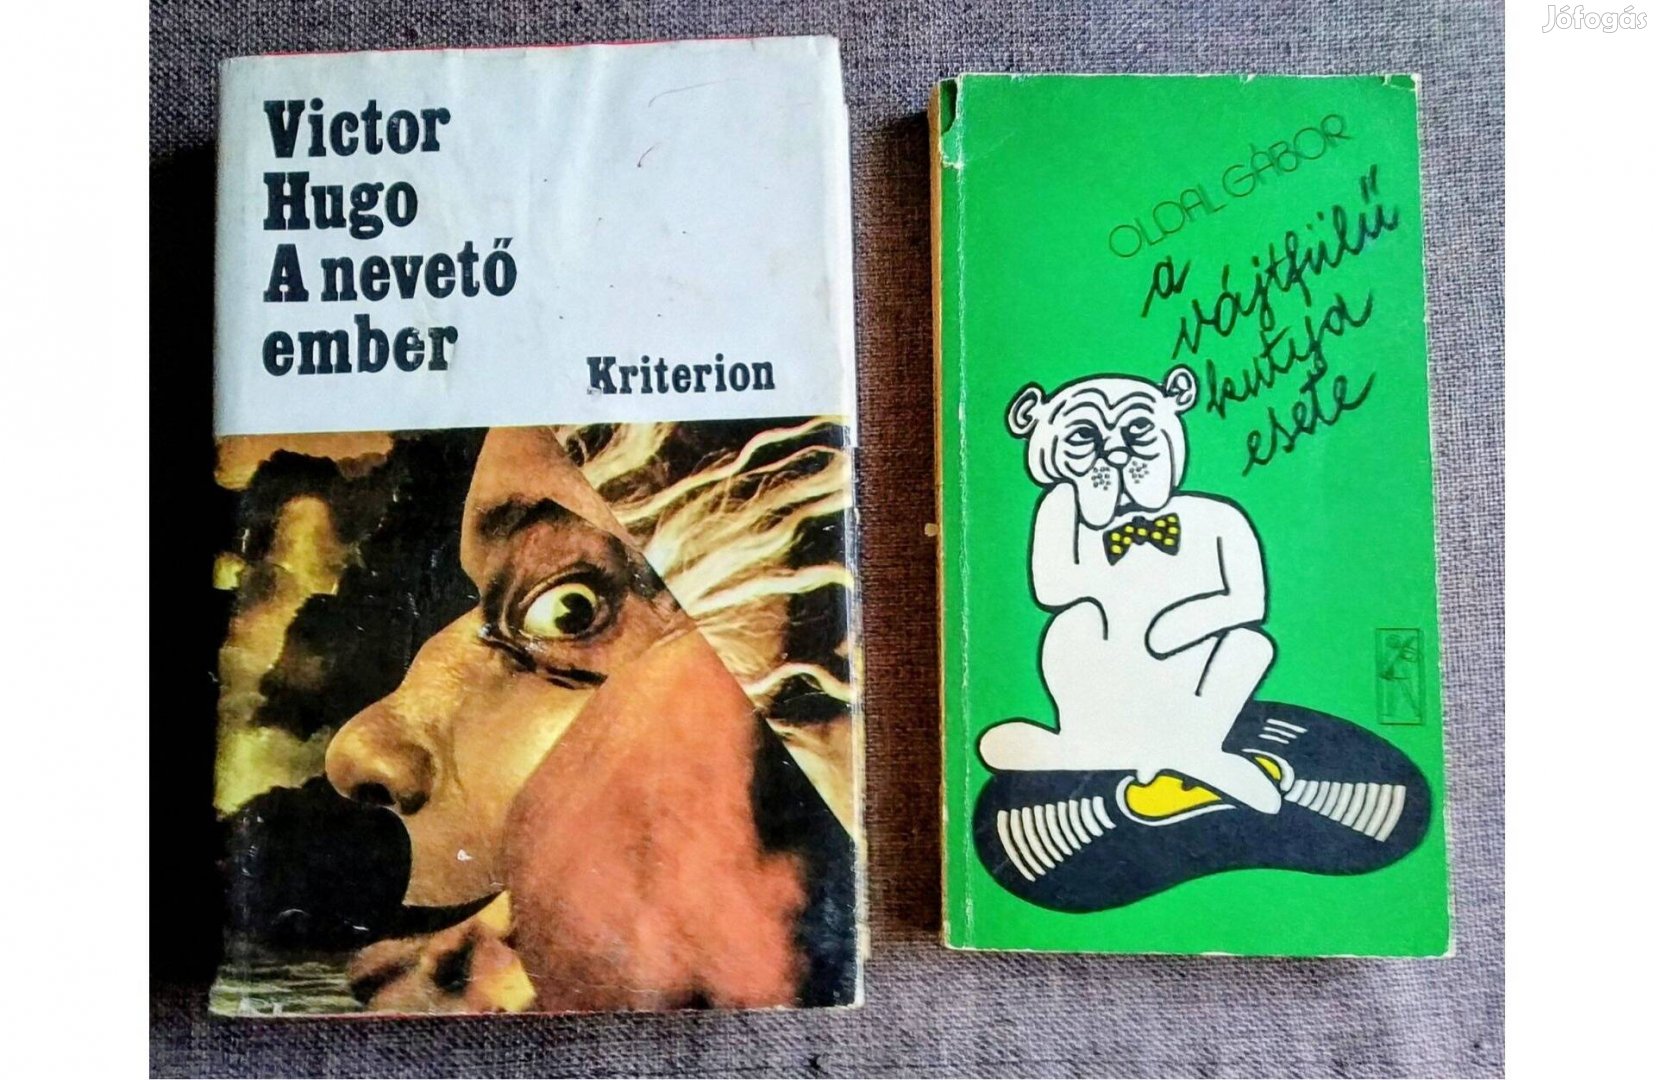 Jófogás
Victor
Hugo
A nevető
ember
Kriterion
OLDAL GÁBOR
a
vájtfülű
kutya
esete